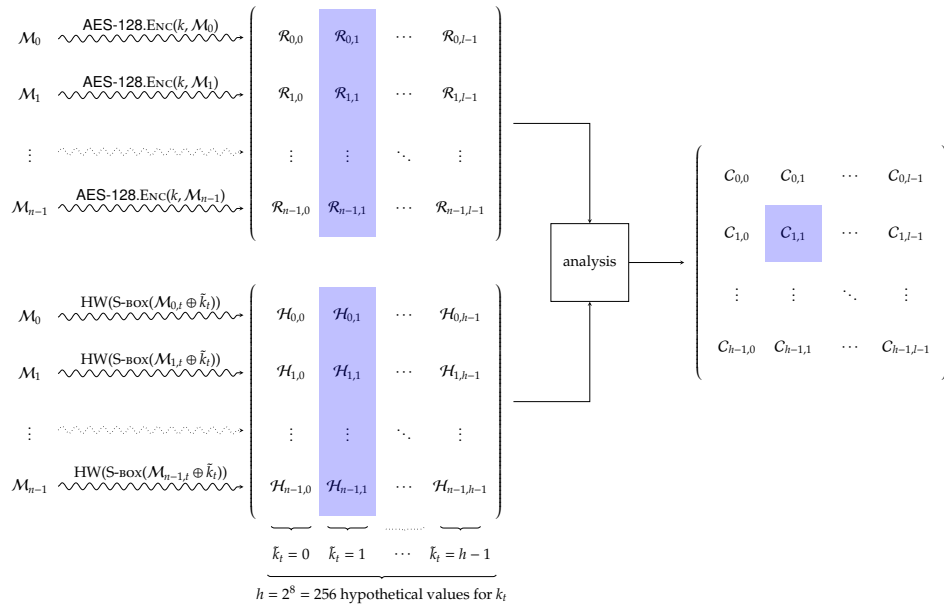 AES-128.Enc(k, M₀)
M₀ R₀,₀ R₀,₁ ⋯ R₀,ₗ₋₁
AES-128.Enc(k, M₁)
M₁ R₁,₀ R₁,₁ ⋯ R₁,ₗ₋₁
⋮ ⋮ ⋮ ⋱ ⋮
AES-128.Enc(k, Mₙ₋₁)
Mₙ₋₁ Rₙ₋₁,₀ Rₙ₋₁,₁ ⋯ Rₙ₋₁,ₗ₋₁
HW(S-box(M₀,ₜ ⊕ k̃ₜ))
M₀ H₀,₀ H₀,₁ ⋯ H₀,ₕ₋₁
HW(S-box(M₁,ₜ ⊕ k̃ₜ))
M₁ H₁,₀ H₁,₁ ⋯ H₁,ₕ₋₁
⋮ ⋮ ⋮ ⋱ ⋮
HW(S-box(Mₙ₋₁,ₜ ⊕ k̃ₜ))
Mₙ₋₁ Hₙ₋₁,₀ Hₙ₋₁,₁ ⋯ Hₙ₋₁,ₕ₋₁
k̃ₜ = 0 k̃ₜ = 1 ⋯ k̃ₜ = h − 1
h = 2⁸ = 256 hypothetical values for kₜ
analysis
C₀,₀ C₀,₁ ⋯ C₀,ₗ₋₁
C₁,₀ C₁,₁ ⋯ C₁,ₗ₋₁
⋮ ⋮ ⋱ ⋮
Cₕ₋₁,₀ Cₕ₋₁,₁ ⋯ Cₕ₋₁,ₗ₋₁